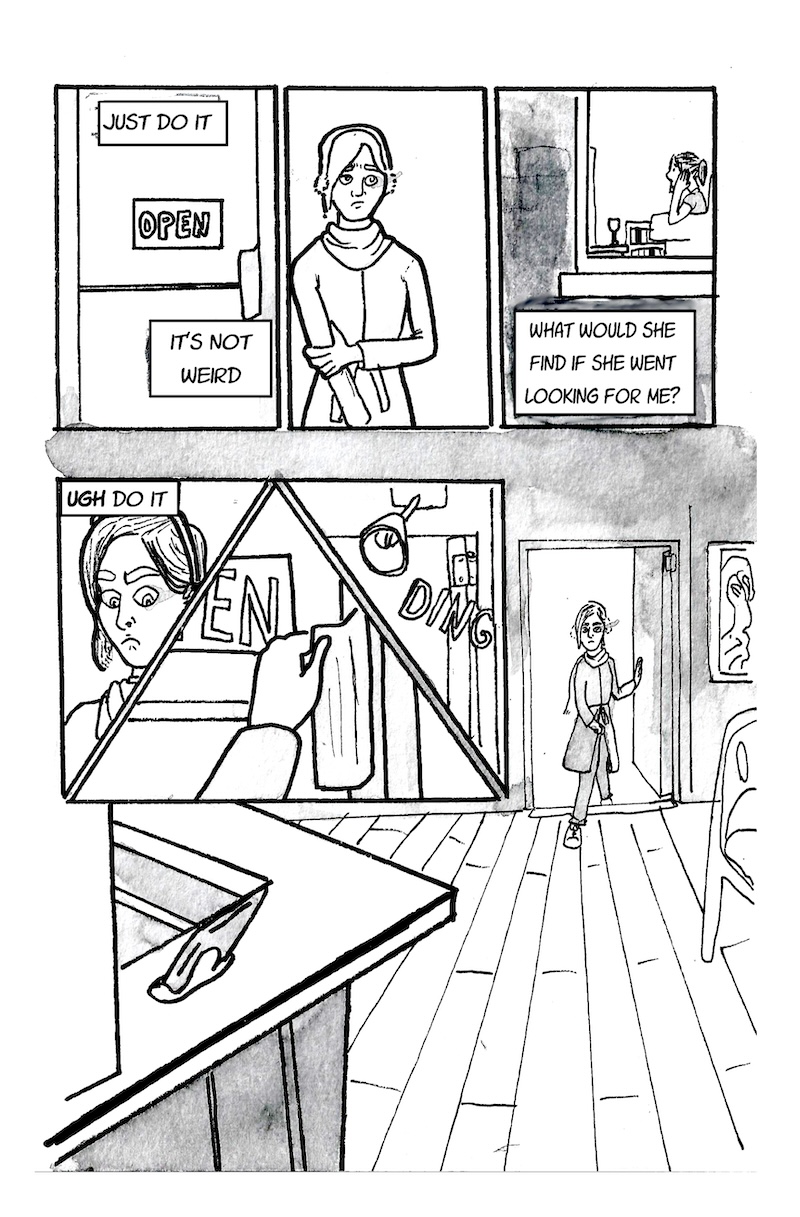 JUST DO IT
OPEN
IT'S NOT
WEIRD
WHAT WOULD SHE
FIND IF SHE WENT
LOOKING FOR ME?
UGH DO IT
EN
DING